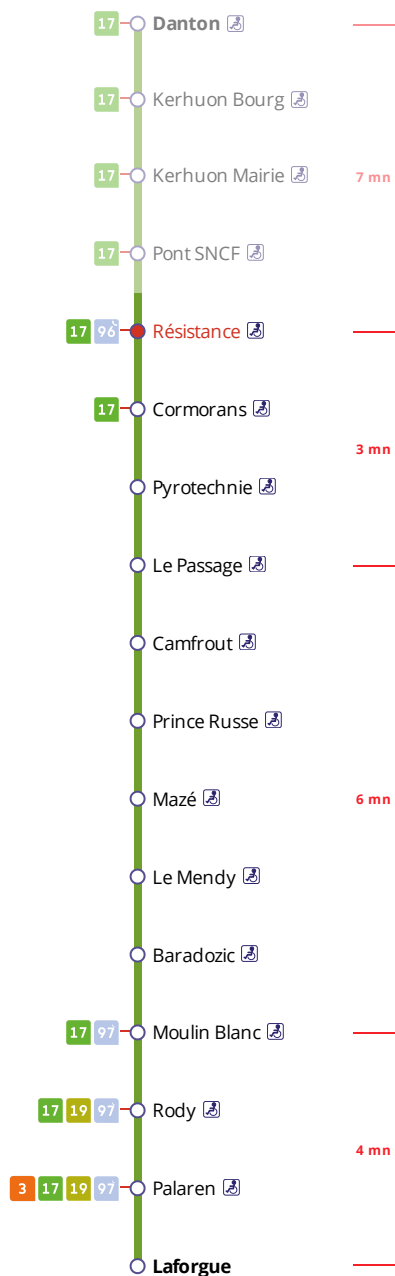 17 Danton
17 Kerhuon Bourg
17 Kerhuon Mairie 7 mn
17 Pont SNCF
17 96 Résistance
17 Cormorans
3 mn
Pyrotechnie
Le Passage
Camfrout
Prince Russe
Mazé 6 mn
Le Mendy
Baradozic
17 97 Moulin Blanc
17 19 97 Rody
4 mn
3 17 19 97 Palaren
Laforgue